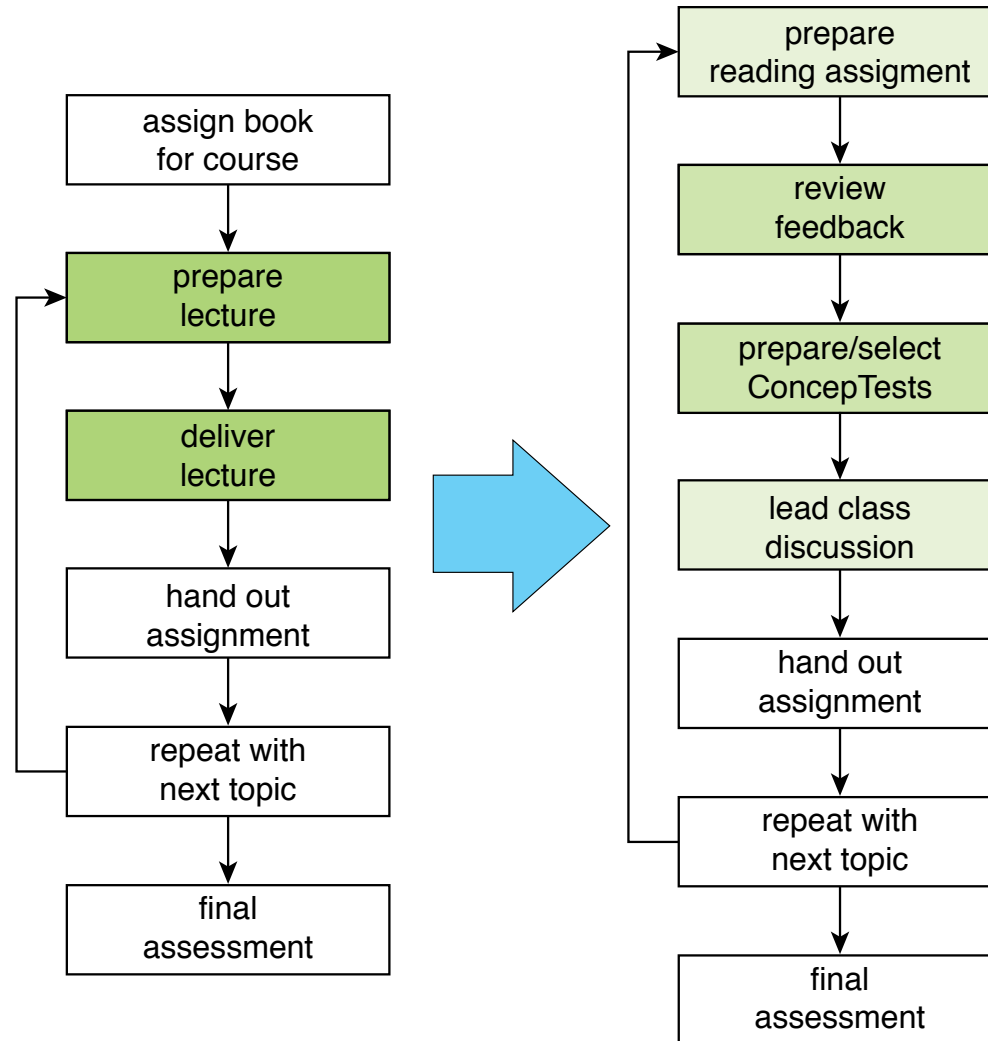 assign book
for course
prepare
lecture
deliver
lecture
hand out
assignment
repeat with
next topic
final
assessment
prepare
reading assigment
review
feedback
prepare/select
ConcepTests
lead class
discussion
hand out
assignment
repeat with
next topic
final
assessment